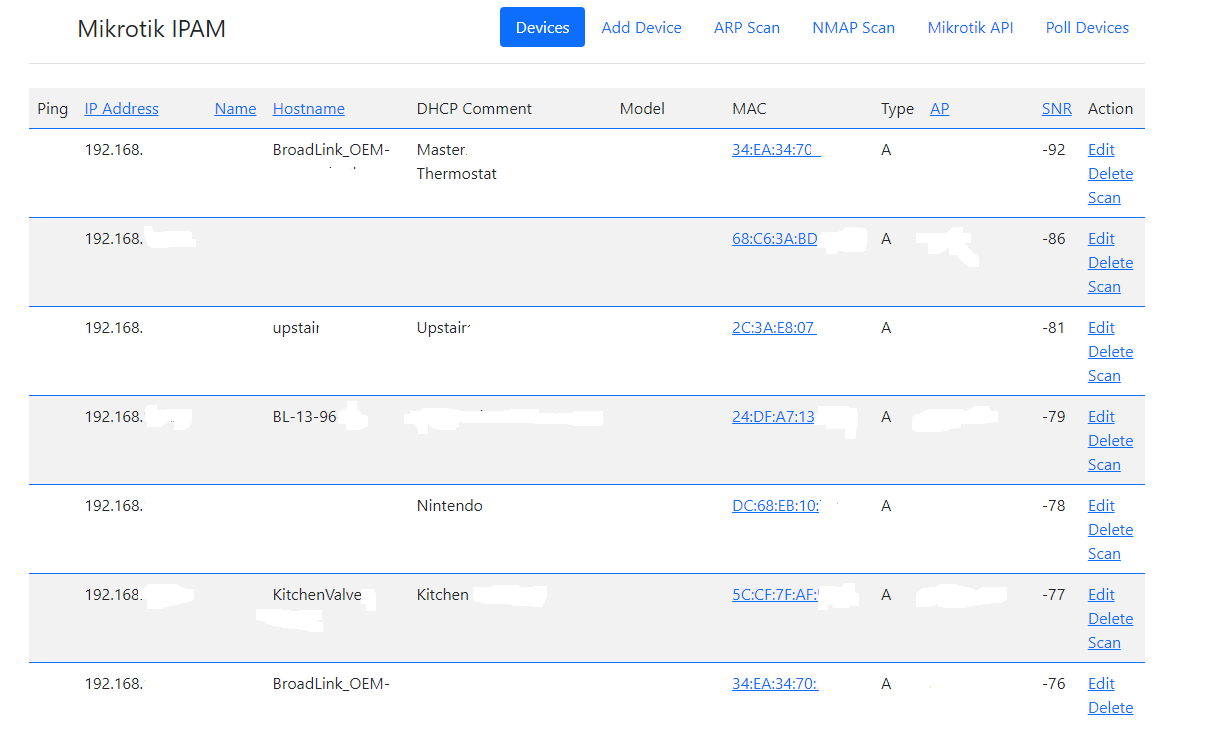 Mikrotik IPAM Devices Add Device ARP Scan NMAP Scan Mikrotik API Poll Devices
Ping IP Address Name Hostname DHCP Comment Model MAC Type AP SNR Action
192.168. BroadLink_OEM- Master 34:EA:34:70 A -92 Edit
Thermostat Delete
Scan
192.168. 68:C6:3A:BD A -86 Edit
Delete
Scan
192.168. 2C:3A:E8:07 A -81 Edit
Delete
Scan
192.168. BL-13-96 24:DF:A7:13 A -79 Edit
Delete
Scan
192.168. Nintendo DC:68:EB:10: A -78 Edit
Delete
Scan
192.168. KitchenValve Kitchen 5C:CF:7F:AF: A -77 Edit
Delete
Scan
192.168. BroadLink_OEM- 34:EA:34:70: A -76 Edit
Delete